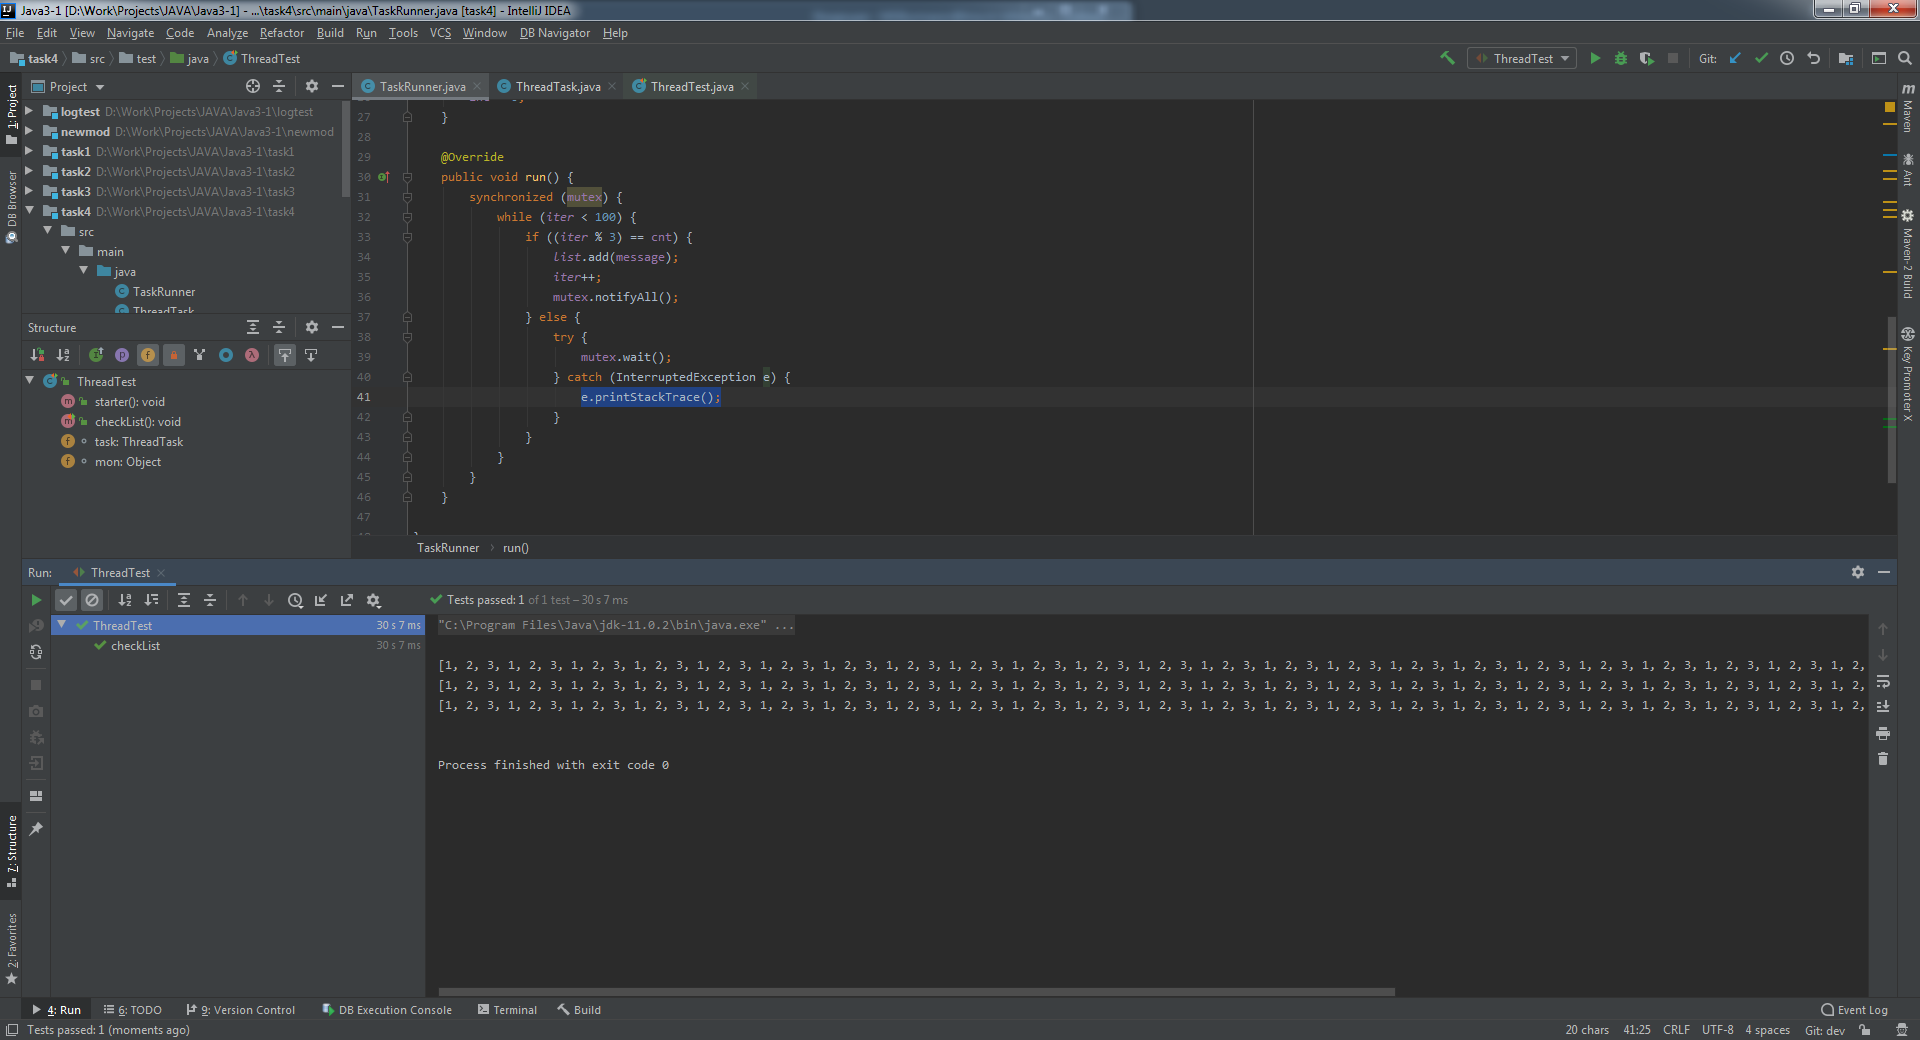 Java3-1 [D:\Work\Projects\JAVA\Java3-1] - ...\task4\src\main\java\TaskRunner.java [task4] - IntelliJ IDEA
File Edit View Navigate Code Analyze Refactor Build Run Tools VCS Window DB Navigator Help
task4 src test java ThreadTest
ThreadTest Git:
Project
TaskRunner.java ThreadTask.java ThreadTest.java
1: Project
DB Browser
7: Structure
2: Favorites
logtest D:\Work\Projects\JAVA\Java3-1\logtest
newmod D:\Work\Projects\JAVA\Java3-1\newmod
task1 D:\Work\Projects\JAVA\Java3-1\task1
task2 D:\Work\Projects\JAVA\Java3-1\task2
task3 D:\Work\Projects\JAVA\Java3-1\task3
task4 D:\Work\Projects\JAVA\Java3-1\task4
src
main
java
TaskRunner
ThreadTask
Structure
ThreadTest
starter(): void
checkList(): void
task: ThreadTask
mon: Object
27 }
28
29 @Override
30 public void run() {
31 synchronized (mutex) {
32 while (iter < 100) {
33 if ((iter % 3) == cnt) {
34 list.add(message);
35 iter++;
36 mutex.notifyAll();
37 } else {
38 try {
39 mutex.wait();
40 } catch (InterruptedException e) {
41 e.printStackTrace();
42 }
43 }
44 }
45 }
46 }
47
TaskRunner run()
Maven
Ant
Maven-2 Build
Key Promoter X
Run: ThreadTest
Tests passed: 1 of 1 test – 30 s 7 ms
ThreadTest 30 s 7 ms
checkList 30 s 7 ms
"C:\Program Files\Java\jdk-11.0.2\bin\java.exe" ...
[1, 2, 3, 1, 2, 3, 1, 2, 3, 1, 2, 3, 1, 2, 3, 1, 2, 3, 1, 2, 3, 1, 2, 3, 1, 2, 3, 1, 2, 3, 1, 2, 3, 1, 2, 3, 1, 2, 3, 1, 2, 3, 1, 2, 3, 1, 2, 3, 1, 2, 3, 1, 2, 3, 1, 2, 3, 1, 2, 3, 1, 2, 3, 1, 2, 3, 1, 2,
[1, 2, 3, 1, 2, 3, 1, 2, 3, 1, 2, 3, 1, 2, 3, 1, 2, 3, 1, 2, 3, 1, 2, 3, 1, 2, 3, 1, 2, 3, 1, 2, 3, 1, 2, 3, 1, 2, 3, 1, 2, 3, 1, 2, 3, 1, 2, 3, 1, 2, 3, 1, 2, 3, 1, 2, 3, 1, 2, 3, 1, 2, 3, 1, 2, 3, 1, 2,
[1, 2, 3, 1, 2, 3, 1, 2, 3, 1, 2, 3, 1, 2, 3, 1, 2, 3, 1, 2, 3, 1, 2, 3, 1, 2, 3, 1, 2, 3, 1, 2, 3, 1, 2, 3, 1, 2, 3, 1, 2, 3, 1, 2, 3, 1, 2, 3, 1, 2, 3, 1, 2, 3, 1, 2, 3, 1, 2, 3, 1, 2, 3, 1, 2, 3, 1, 2,
Process finished with exit code 0
4: Run 6: TODO 9: Version Control DB Execution Console Terminal Build Event Log
Tests passed: 1 (moments ago) 20 chars 41:25 CRLF UTF-8 4 spaces Git: dev